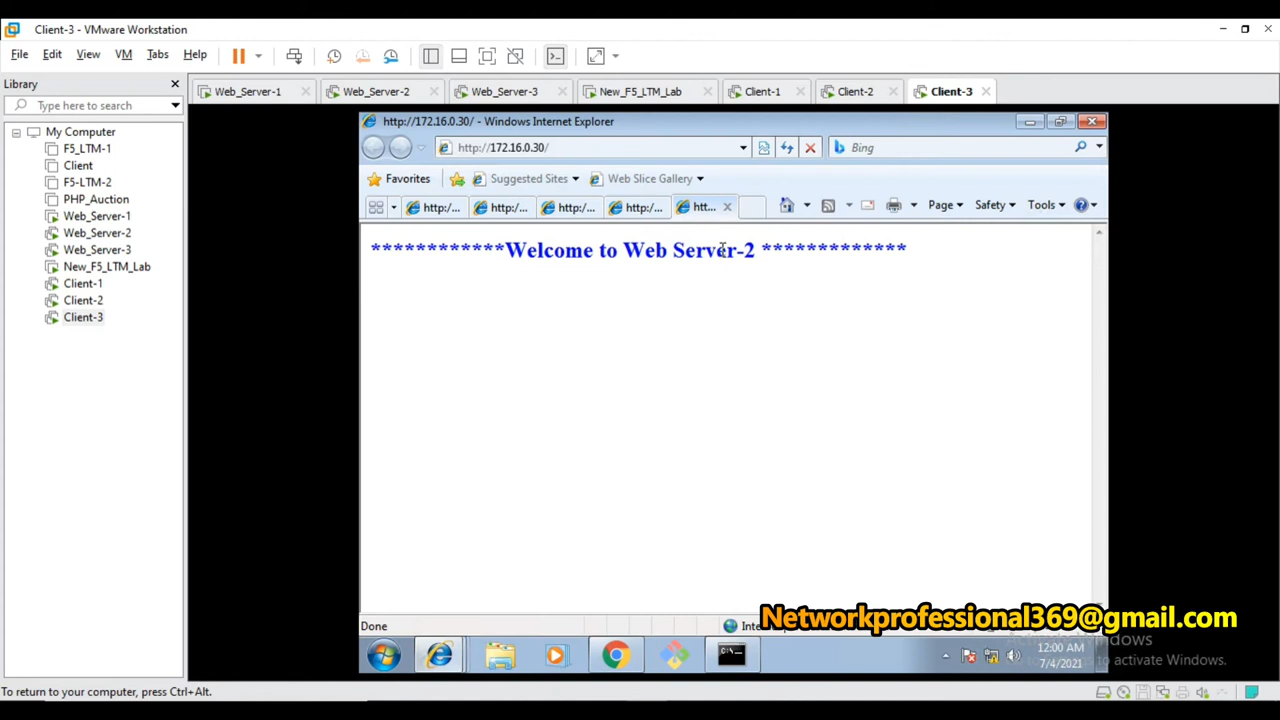 Client-3 - VMware Workstation
File Edit View VM Tabs Help
Library
Type here to search
My Computer
F5_LTM-1
Client
F5-LTM-2
PHP_Auction
Web_Server-1
Web_Server-2
Web_Server-3
New_F5_LTM_Lab
Client-1
Client-2
Client-3
Web_Server-1 Web_Server-2 Web_Server-3 New_F5_LTM_Lab Client-1 Client-2 Client-3
http://172.16.0.30/ - Windows Internet Explorer
http://172.16.0.30/ Bing
Favorites Suggested Sites Web Slice Gallery
http:/... http:/... http:/... http:/... htt... Page Safety Tools
************Welcome to Web Server-2 *************
Done
Networkprofessional369@gmail.com
12:00 AM
7/4/2021
to activate Windows.
To return to your computer, press Ctrl+Alt.